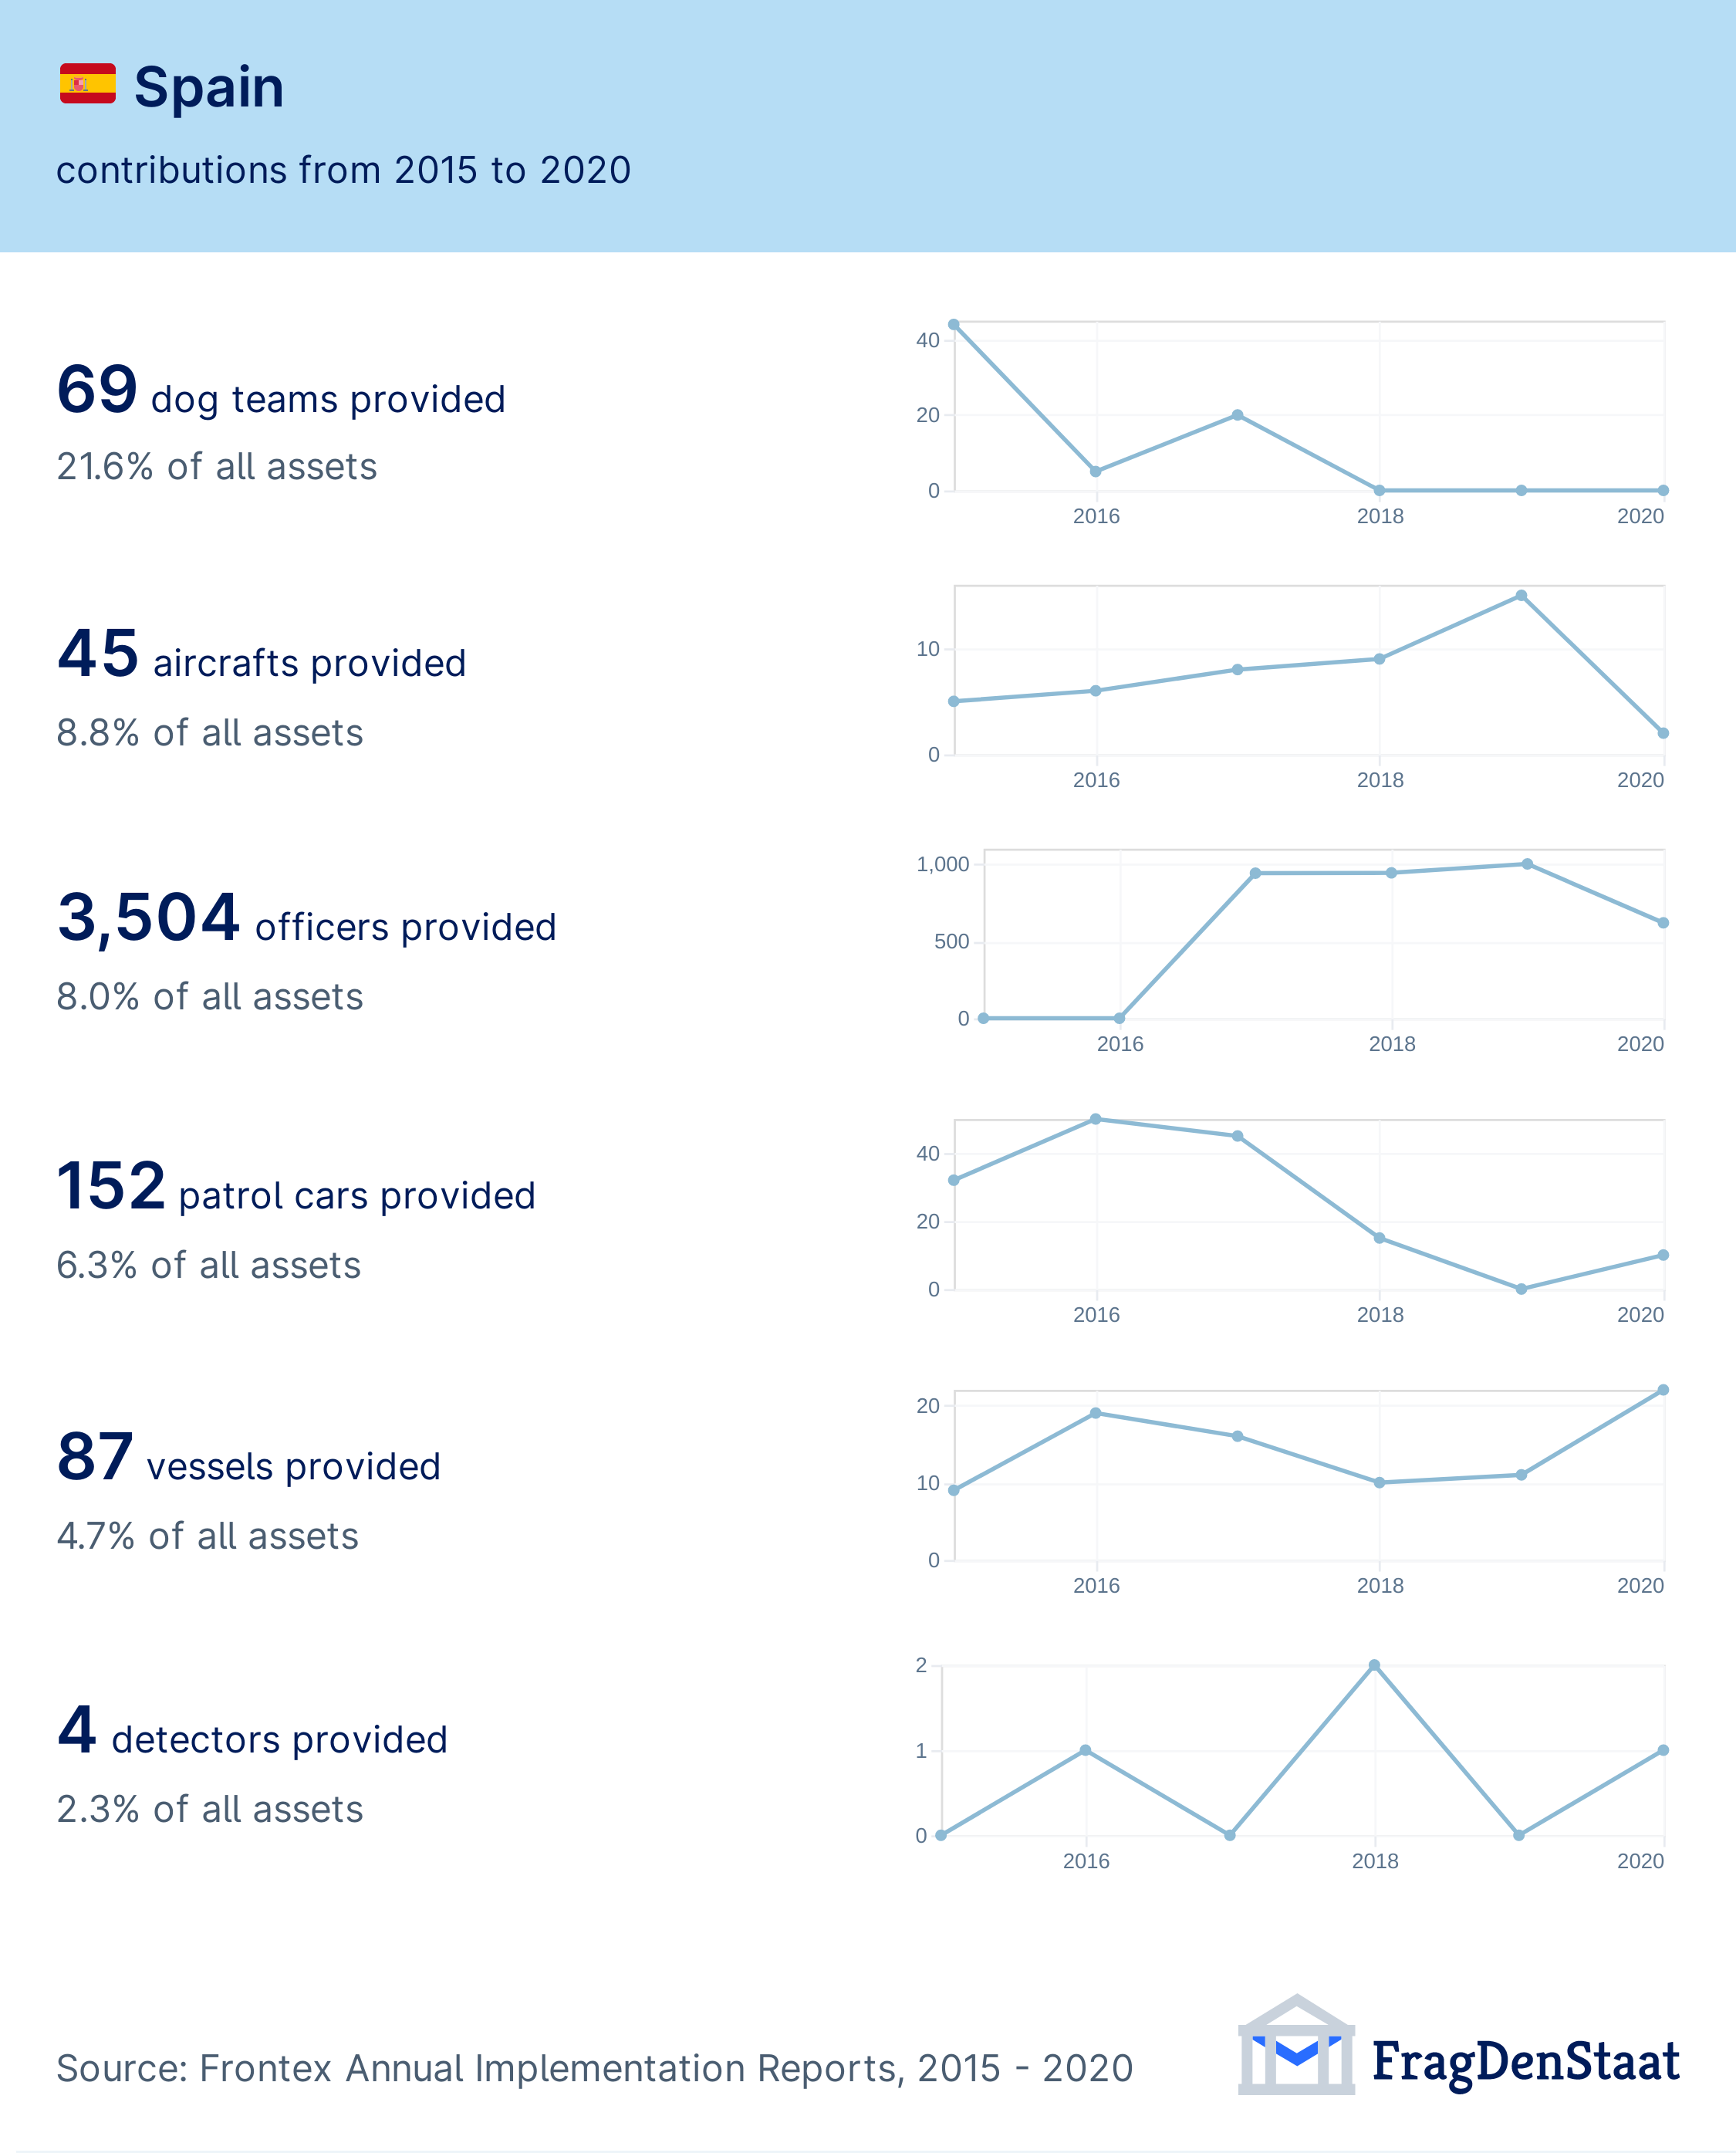 Spain
contributions from 2015 to 2020
69 dog teams provided
21.6% of all assets
40
20
0
2016 2018 2020
45 aircrafts provided
8.8% of all assets
10
0
2016 2018 2020
3,504 officers provided
8.0% of all assets
1,000
500
0
2016 2018 2020
152 patrol cars provided
6.3% of all assets
40
20
0
2016 2018 2020
87 vessels provided
4.7% of all assets
20
10
0
2016 2018 2020
4 detectors provided
2.3% of all assets
2
1
0
2016 2018 2020
Source: Frontex Annual Implementation Reports, 2015 - 2020
FragDenStaat